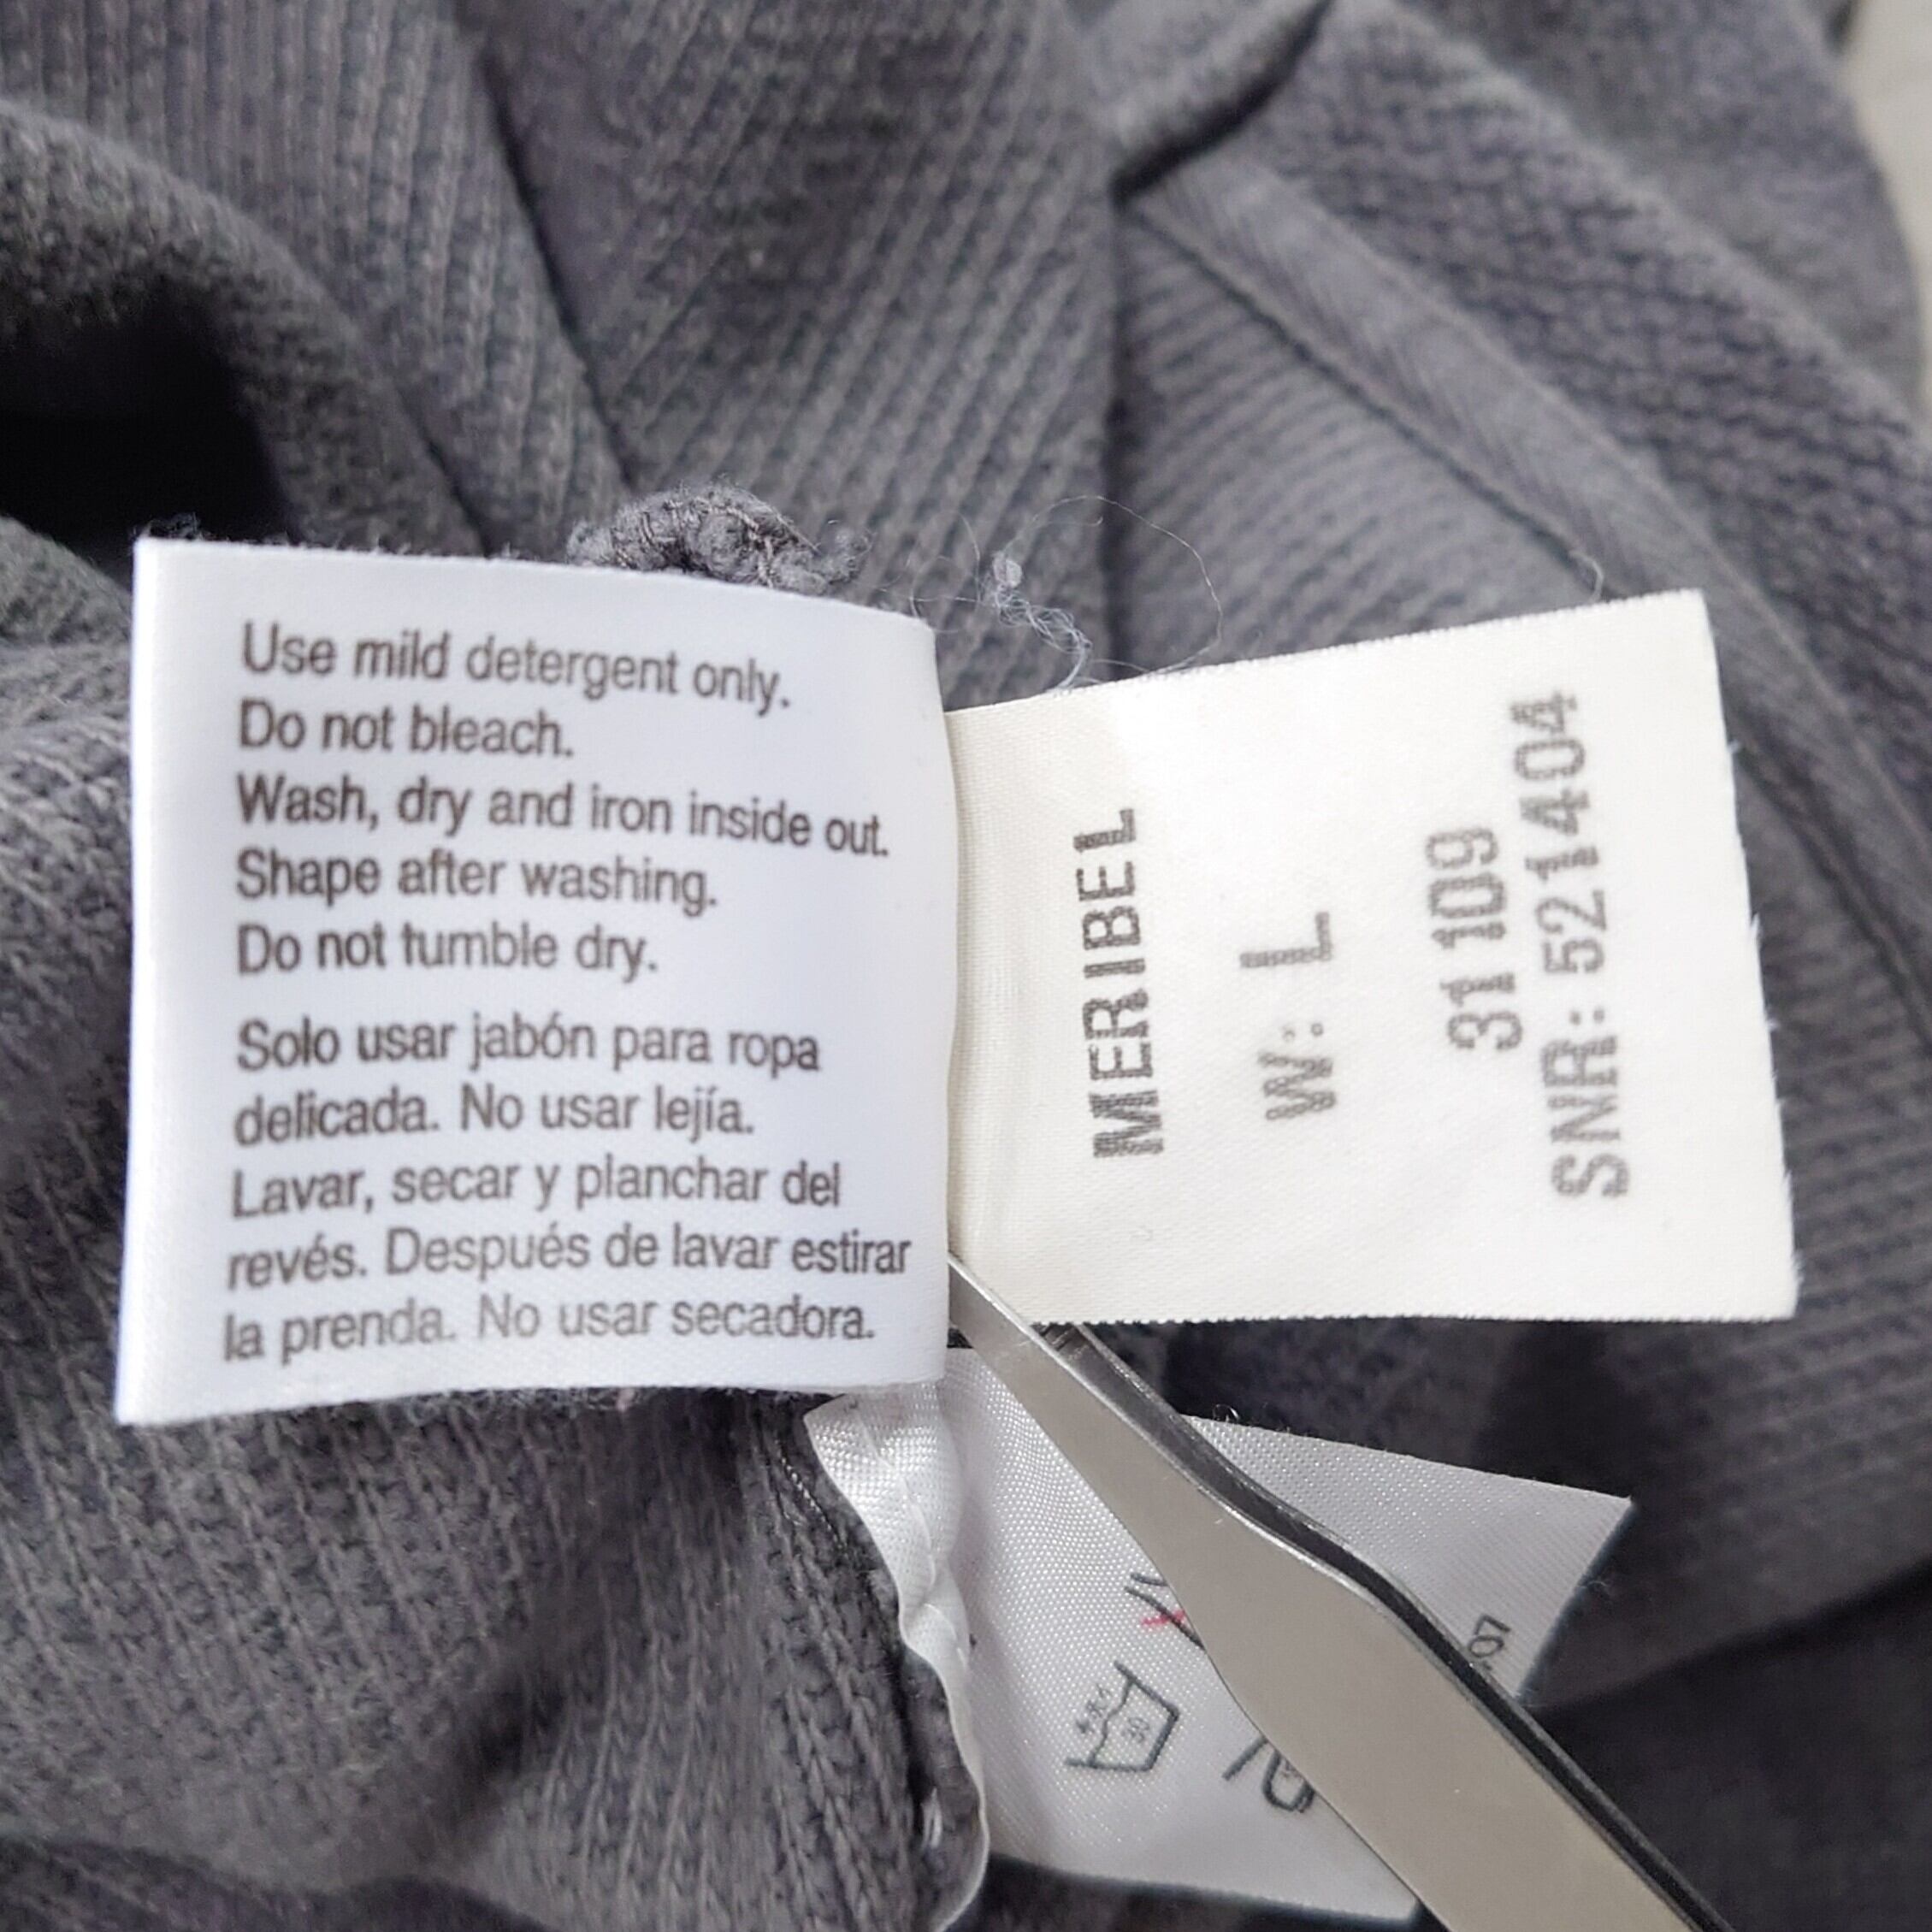 Use mild detergent only.
Do not bleach.
Wash, dry and iron inside out.
Shape after washing.
Do not tumble dry.
Solo usar jabón para ropa
delicada. No usar lejía.
Lavar, secar y planchar del
revés. Después de lavar estirar
la prenda. No usar secadora.
MERIBEL
W: L
31 109
SNR: 521404
07